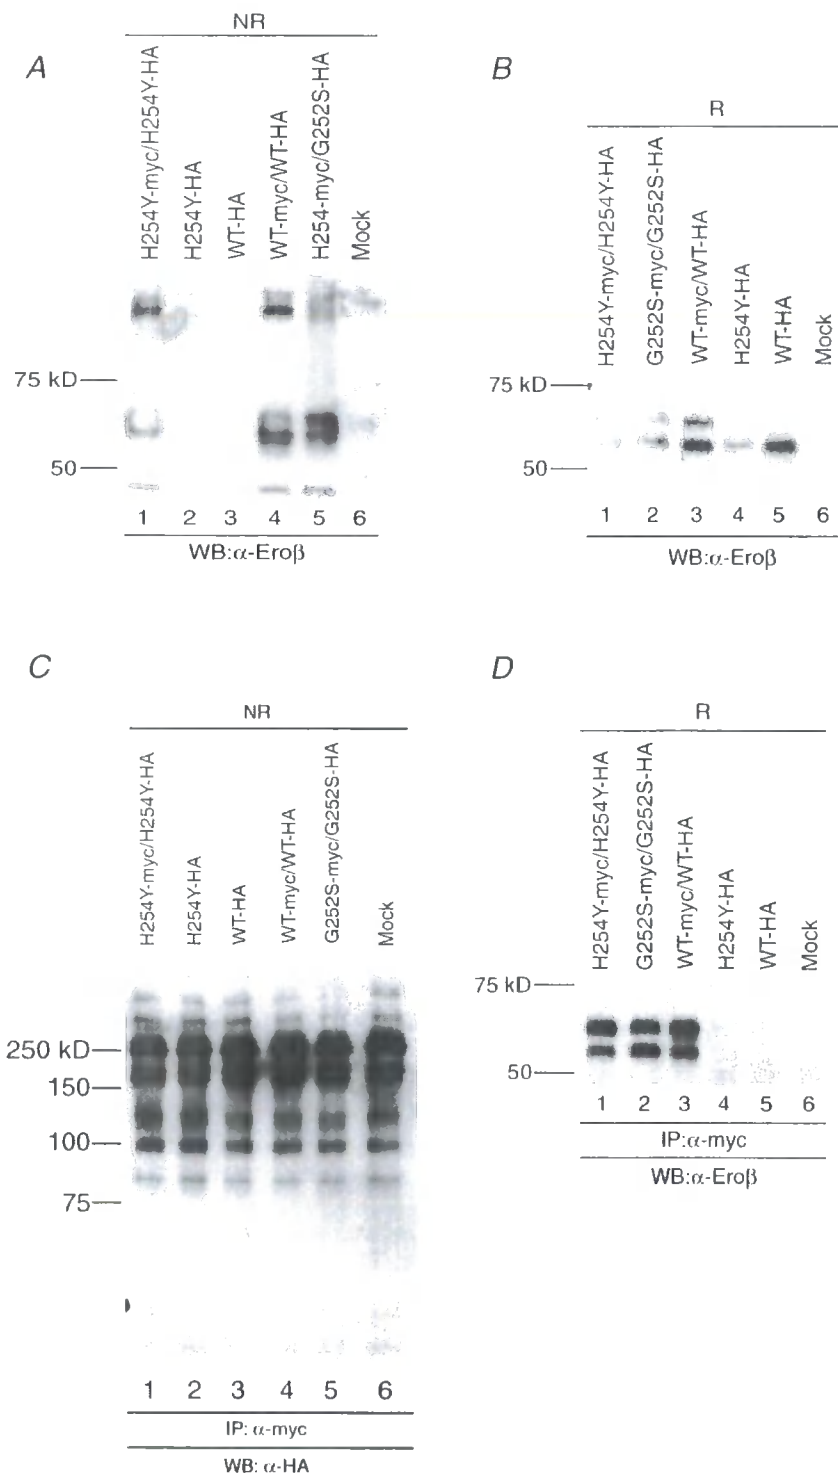 A
NR
H254Y-myc/H254Y-HA
H254Y-HA
WT-HA
WT-myc/WT-HA
H254-myc/G252S-HA
Mock
75 kD
50
1 2 3 4 5 6
WB:α-Eroβ
B
R
H254Y-myc/H254Y-HA
G252S-myc/G252S-HA
WT-myc/WT-HA
H254Y-HA
WT-HA
Mock
75 kD
50
1 2 3 4 5 6
WB:α-Eroβ
C
NR
H254Y-myc/H254Y-HA
H254Y-HA
WT-HA
WT-myc/WT-HA
G252S-myc/G252S-HA
Mock
250 kD
150
100
75
1 2 3 4 5 6
IP: α-myc
WB: α-HA
D
R
H254Y-myc/H254Y-HA
G252S-myc/G252S-HA
WT-myc/WT-HA
H254Y-HA
WT-HA
Mock
75 kD
50
1 2 3 4 5 6
IP:α-myc
WB:α-Eroβ